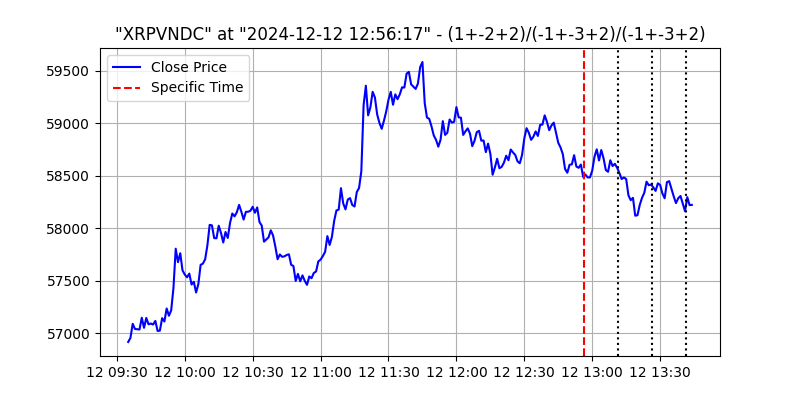 "XRPVNDC" at "2024-12-12 12:56:17" - (1+-2+2)/(-1+-3+2)/(-1+-3+2)
Close Price
Specific Time
59500
59000
58500
58000
57500
57000
12 09:30 12 10:00 12 10:30 12 11:00 12 11:30 12 12:00 12 12:30 12 13:00 12 13:30